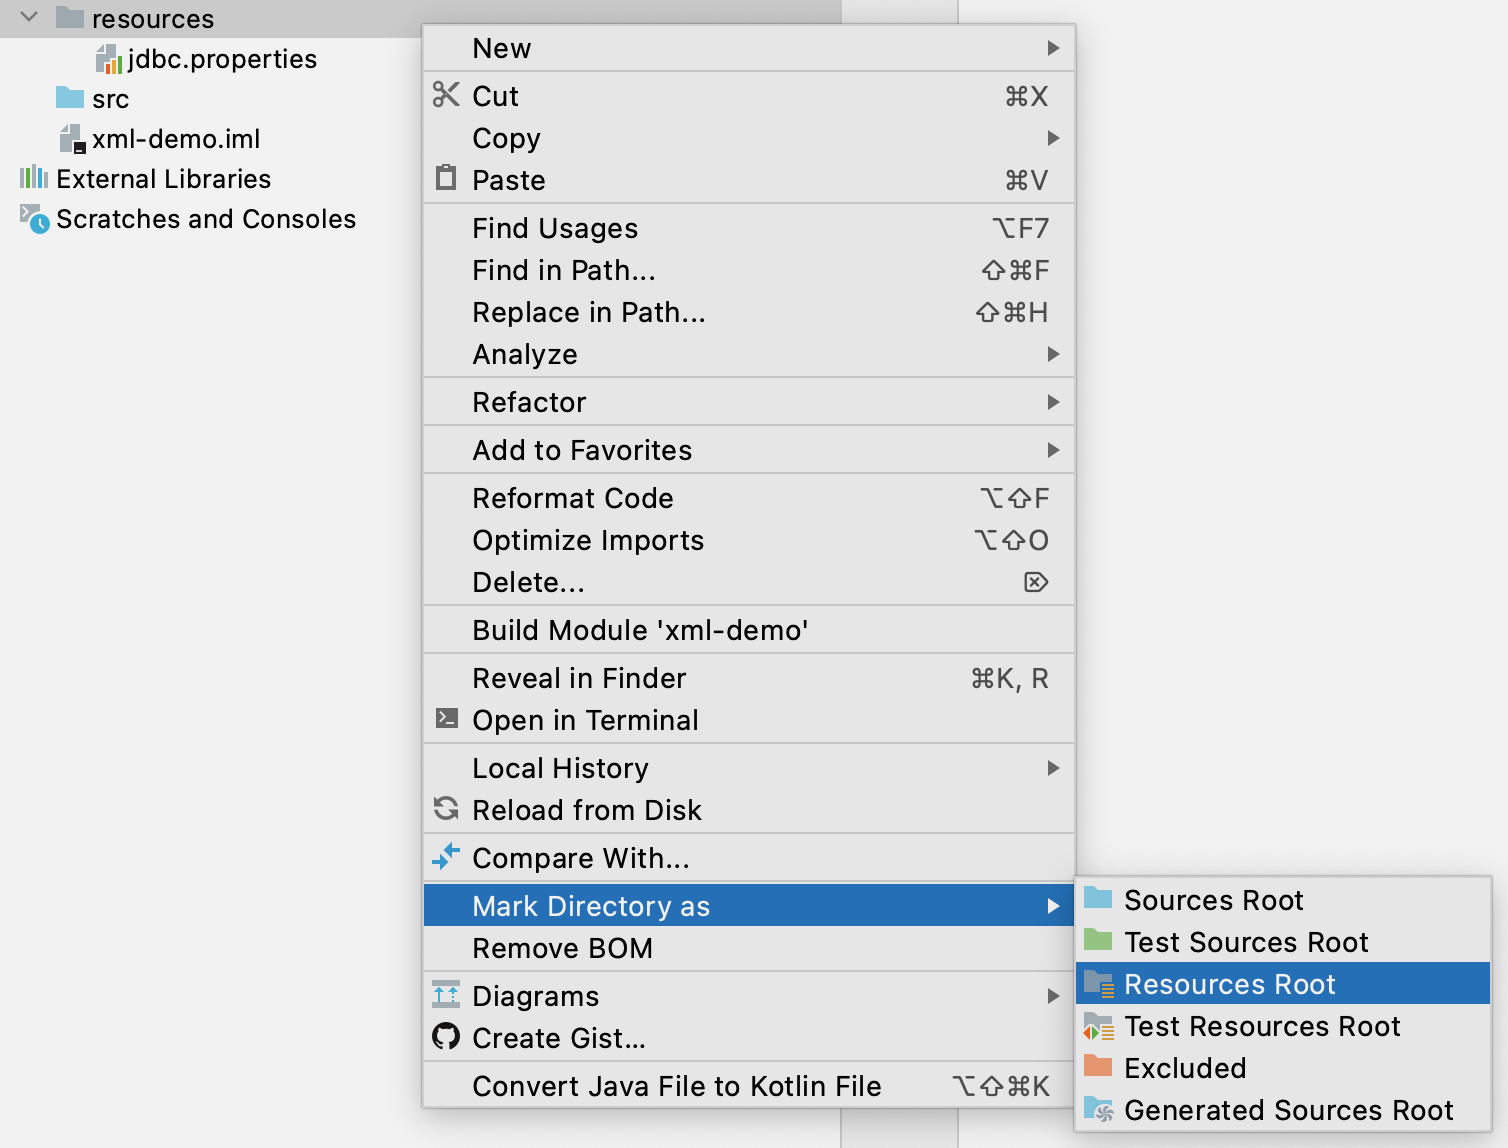 resources
jdbc.properties
src
xml-demo.iml
External Libraries
Scratches and Consoles
New
Cut ⌘X
Copy
Paste ⌘V
Find Usages ⌥F7
Find in Path... ⇧⌘F
Replace in Path... ⇧⌘H
Analyze
Refactor
Add to Favorites
Reformat Code ⌥⇧F
Optimize Imports ⌥⇧O
Delete... ⌦
Build Module 'xml-demo'
Reveal in Finder ⌘K, R
Open in Terminal
Local History
Reload from Disk
Compare With...
Mark Directory as
Remove BOM
Diagrams
Create Gist...
Convert Java File to Kotlin File ⌥⇧⌘K
Sources Root
Test Sources Root
Resources Root
Test Resources Root
Excluded
Generated Sources Root